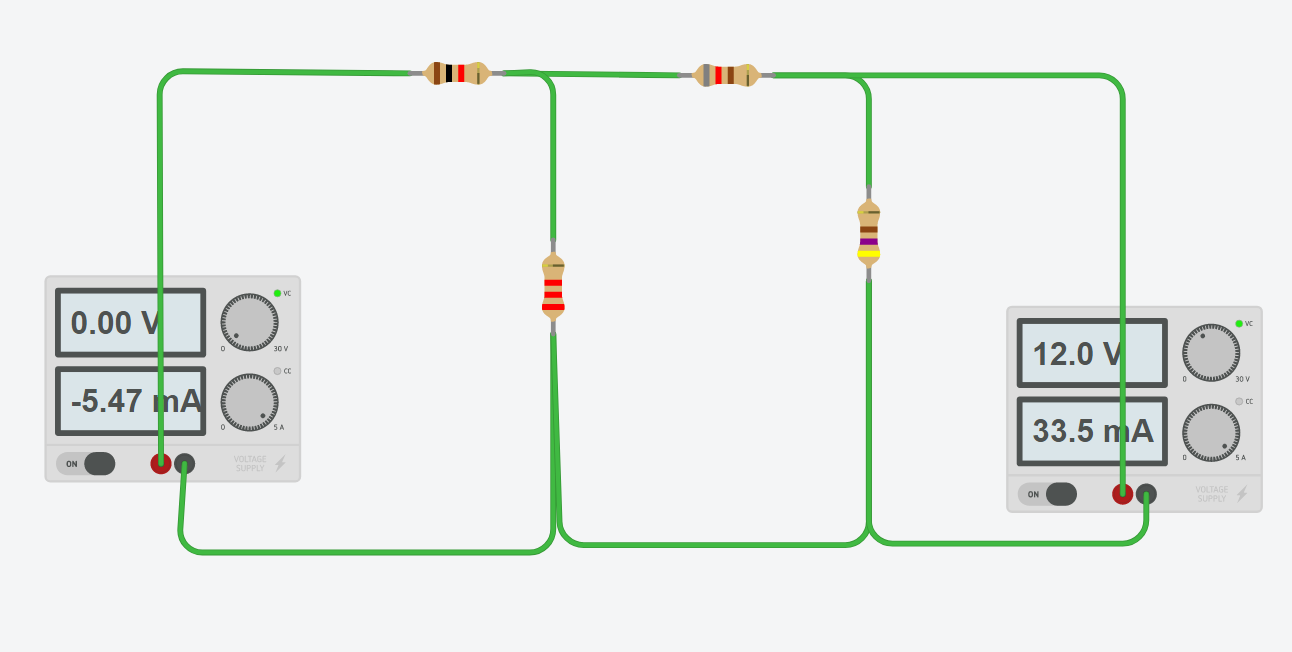 0.00 V
VC
0
30 V
-5.47 mA
CC
0
5 A
ON
VOLTAGE
SUPPLY
12.0 V
VC
0
30 V
33.5 mA
CC
0
5 A
ON
VOLTAGE
SUPPLY